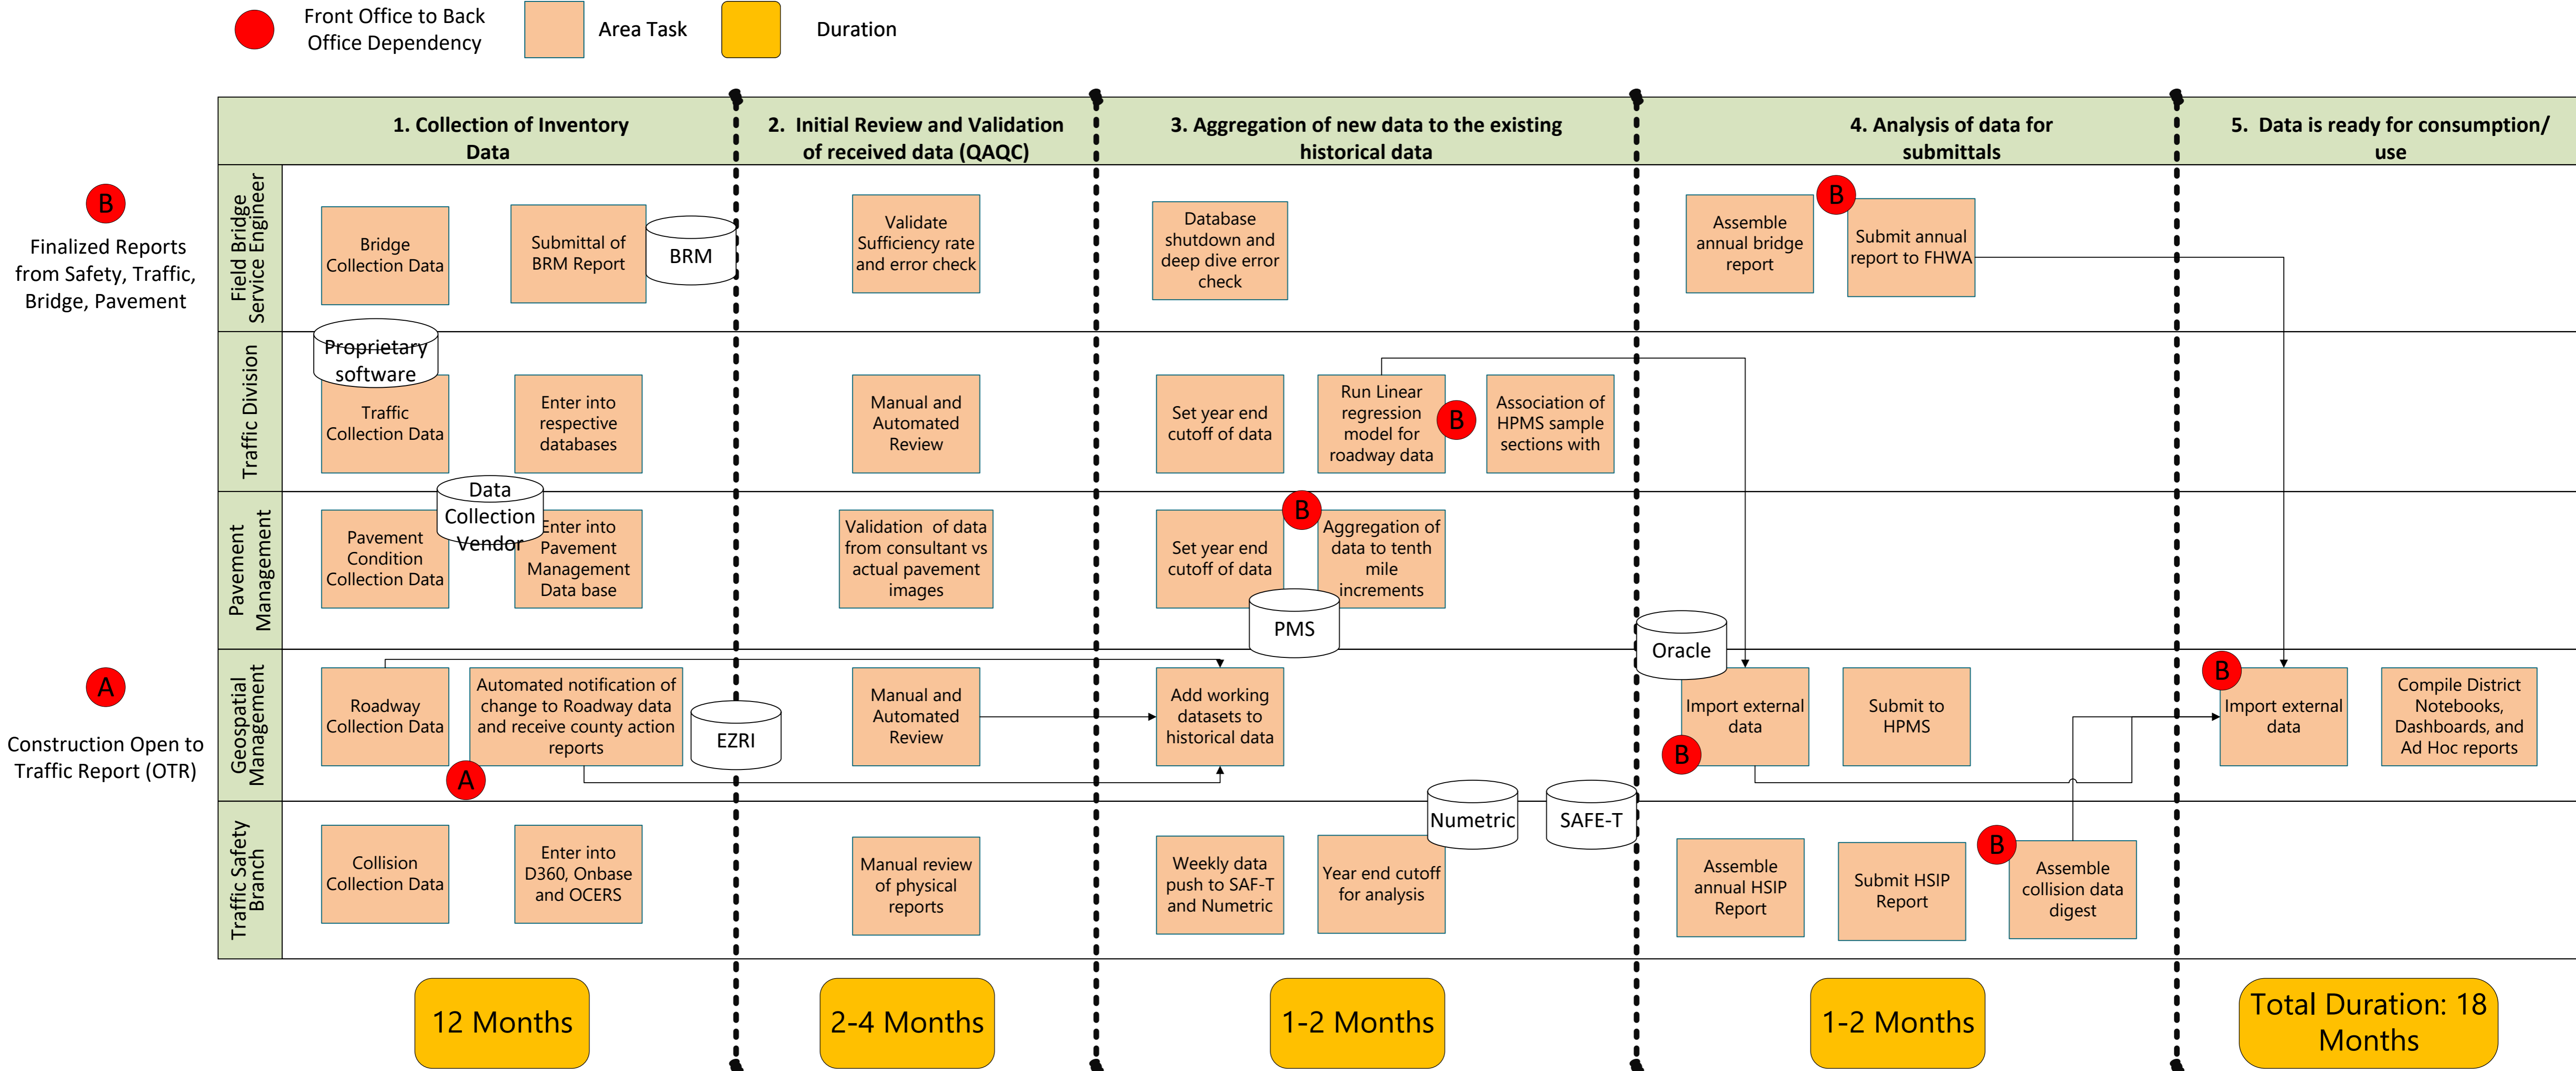 Front Office to Back
Office Dependency
Area Task
Duration
1. Collection of Inventory
Data
2.  Initial Review and Validation
of received data (QAQC)
3. Aggregation of new data to the existing
historical data
4. Analysis of data for
submittals
5.  Data is ready for consumption/
use
B
Finalized Reports
from Safety, Traffic,
Bridge, Pavement
Field Bridge
Service Engineer
Bridge
Collection Data
Submittal of
BRM Report
BRM
Validate
Sufficiency rate
and error check
Database
shutdown and
deep dive error
check
Assemble
annual bridge
report
B
Submit annual
report to FHWA
Traffic Division
Proprietary
software
Traffic
Collection Data
Enter into
respective
databases
Manual and
Automated
Review
Set year end
cutoff of data
Run Linear
regression
model for
roadway data
B
Association of
HPMS sample
sections with
Pavement
Management
Pavement
Condition
Collection Data
Data
Collection
Vendor
Enter into
Pavement
Management
Data base
Validation  of data
from consultant vs
actual pavement
images
Set year end
cutoff of data
B
Aggregation of
data to tenth
mile
increments
PMS
A
Construction Open to
Traffic Report (OTR)
Geospatial
Management
Roadway
Collection Data
Automated notification of
change to Roadway data
and receive county action
reports
A
EZRI
Manual and
Automated
Review
Add working
datasets to
historical data
Oracle
Import external
data
B
Submit to
HPMS
B
Import external
data
Compile District
Notebooks,
Dashboards, and
Ad Hoc reports
Traffic Safety
Branch
Collision
Collection Data
Enter into
D360, Onbase
and OCERS
Manual review
of physical
reports
Weekly data
push to SAF-T
and Numetric
Year end cutoff
for analysis
Numetric
SAFE-T
Assemble
annual HSIP
Report
Submit HSIP
Report
B
Assemble
collision data
digest
12 Months
2-4 Months
1-2 Months
1-2 Months
Total Duration: 18
Months